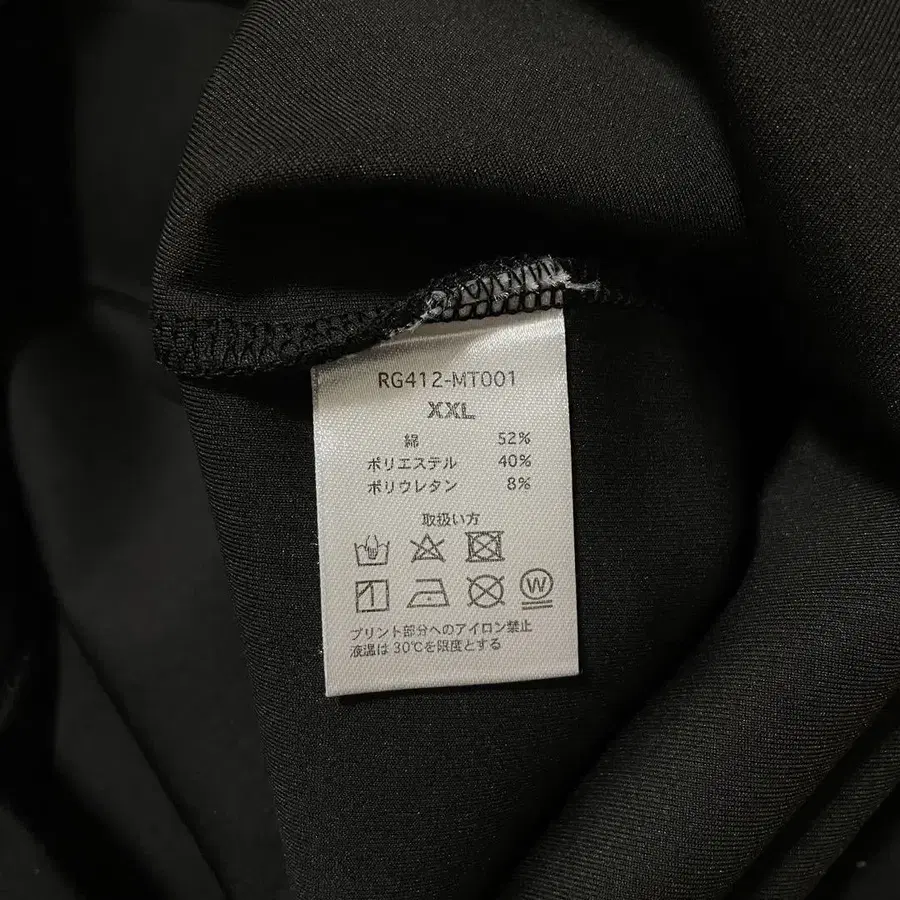 RG412-MT001
XXL
綿 52%
ポリエステル 40%
ポリウレタン 8%
取扱い方
W
プリント部分へのアイロン禁止
液温は 30℃を限度とする